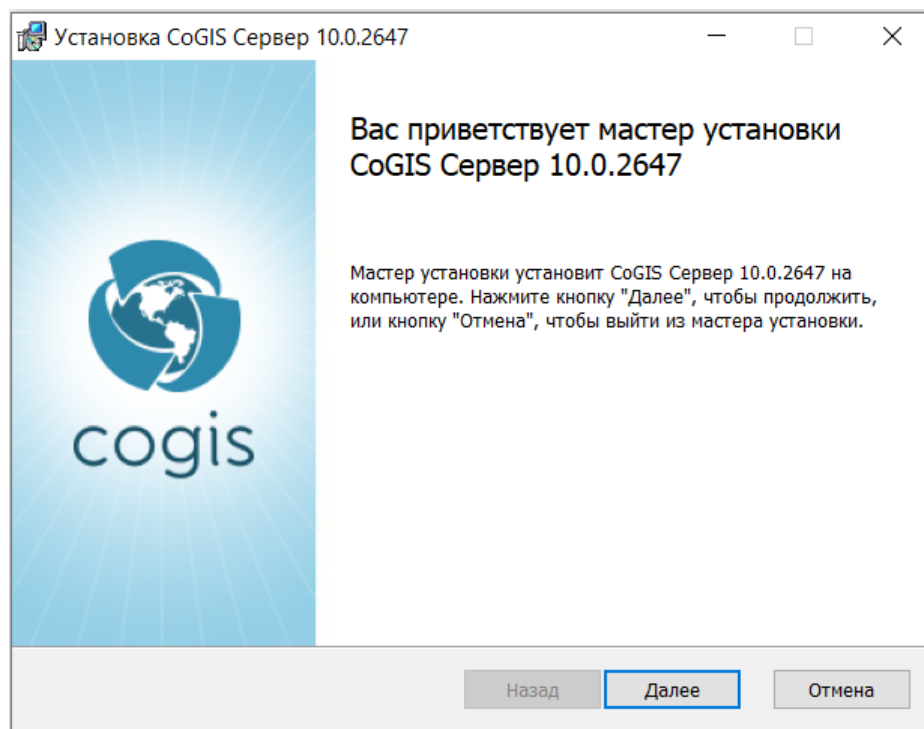 Установка CoGIS Сервер 10.0.2647
Вас приветствует мастер установки
CoGIS Сервер 10.0.2647
Мастер установки установит CoGIS Сервер 10.0.2647 на
компьютере. Нажмите кнопку "Далее", чтобы продолжить,
или кнопку "Отмена", чтобы выйти из мастера установки.
cogis
Назад
Далее
Отмена